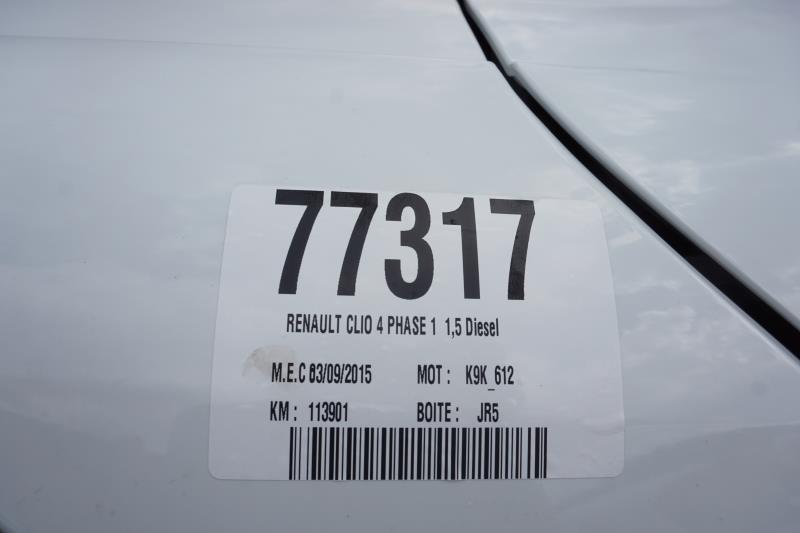 77317
RENAULT CLIO 4 PHASE 1 1,5 Diesel
M.E.C 03/09/2015 MOT : K9K_612
KM : 113901 BOITE : JR5